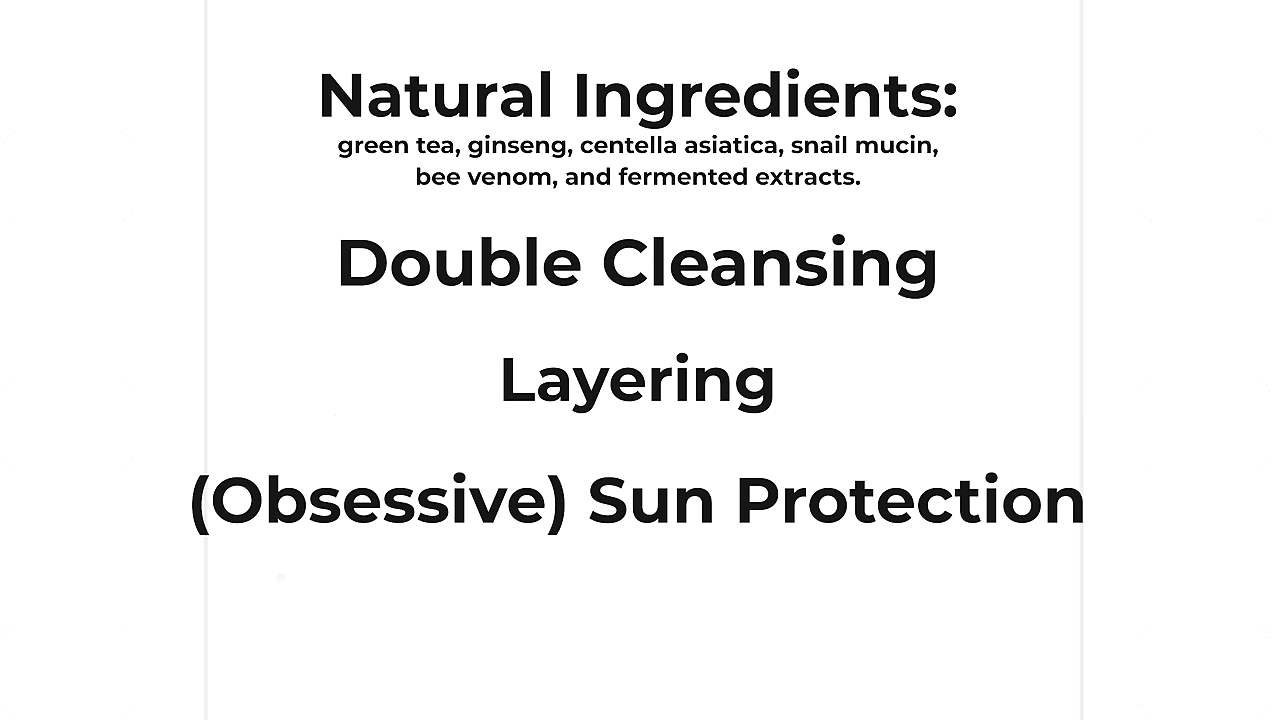 Natural Ingredients:
green tea, ginseng, centella asiatica, snail mucin,
bee venom, and fermented extracts.
Double Cleansing
Layering
(Obsessive) Sun Protection